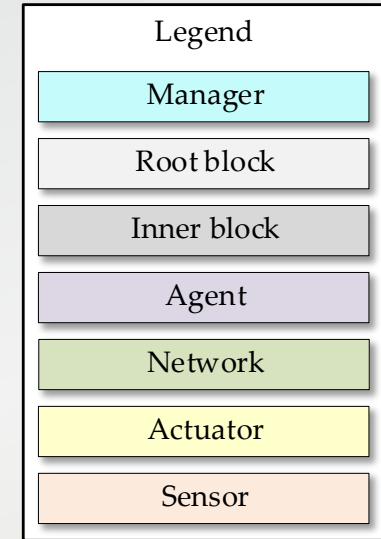 Legend
Manager
Root block
Inner block
Agent
Network
Actuator
Sensor